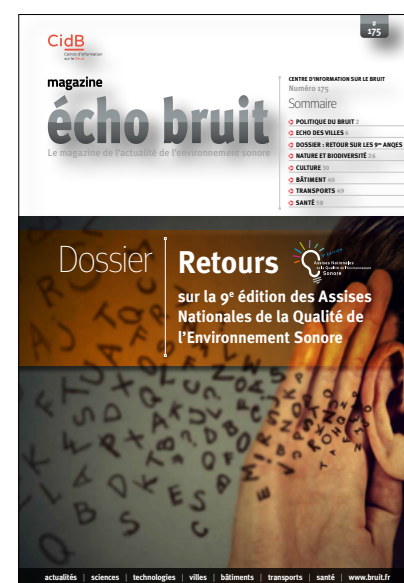 CidB
Centre d'information
sur le Bruit
#
175
magazine
écho bruit
Le magazine de l'actualité de l'environnement sonore
CENTRE D'INFORMATION SUR LE BRUIT
Numéro 175
Sommaire
POLITIQUE DU BRUIT 2
ECHO DES VILLES 6
DOSSIER : RETOUR SUR LES 9es ANQES
NATURE ET BIODIVERSITÉ 26
CULTURE 30
BÂTIMENT 40
TRANSPORTS 49
SANTÉ 56
Dossier
Retours
Assises Nationales
de la Qualité de l'Environnement
Sonore
sur la 9e édition des Assises
Nationales de la Qualité de
l'Environnement Sonore
actualités | sciences | technologies | villes | bâtiments | transports | santé | www.bruit.fr